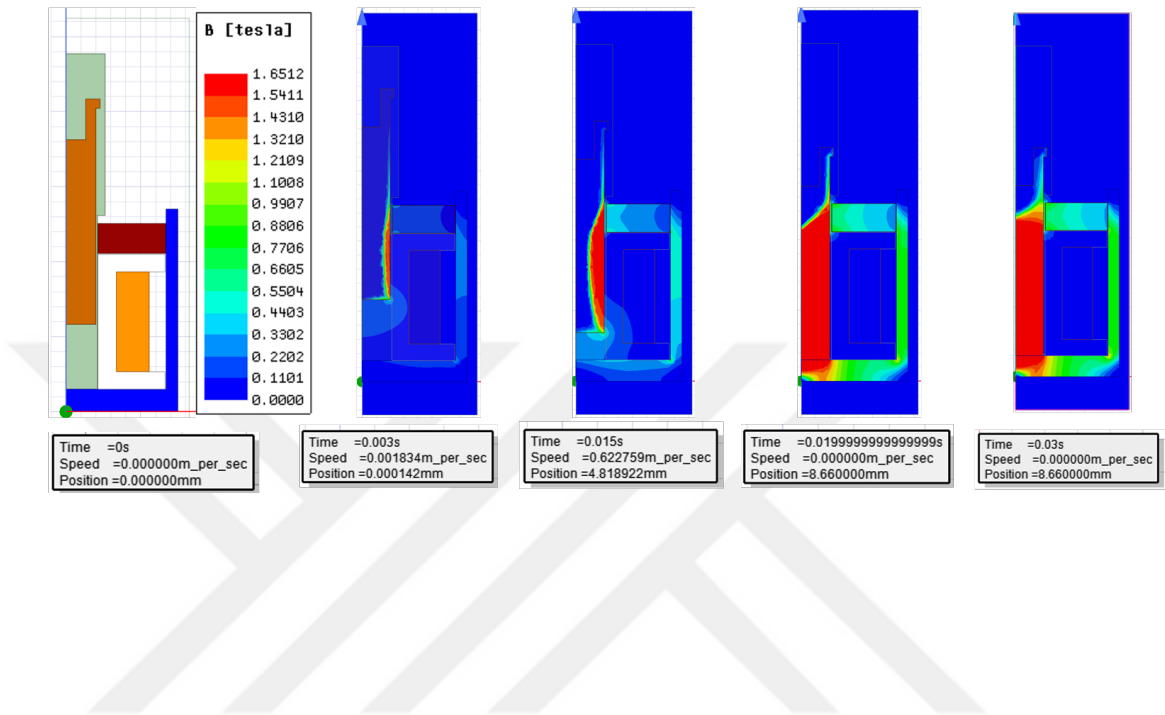 B [tesla]
1.6512
1.5411
1.4310
1.3210
1.2109
1.1008
0.9907
0.8806
0.7706
0.6605
0.5504
0.4403
0.3302
0.2202
0.1101
0.0000
Time =0s
Speed =0.000000m_per_sec
Position =0.000000mm
Time =0.003s
Speed =0.001834m_per_sec
Position =0.000142mm
Time =0.015s
Speed =0.622759m_per_sec
Position =4.818922mm
Time =0.0199999999999999s
Speed =0.000000m_per_sec
Position =8.660000mm
Time =0.03s
Speed =0.000000m_per_sec
Position =8.660000mm